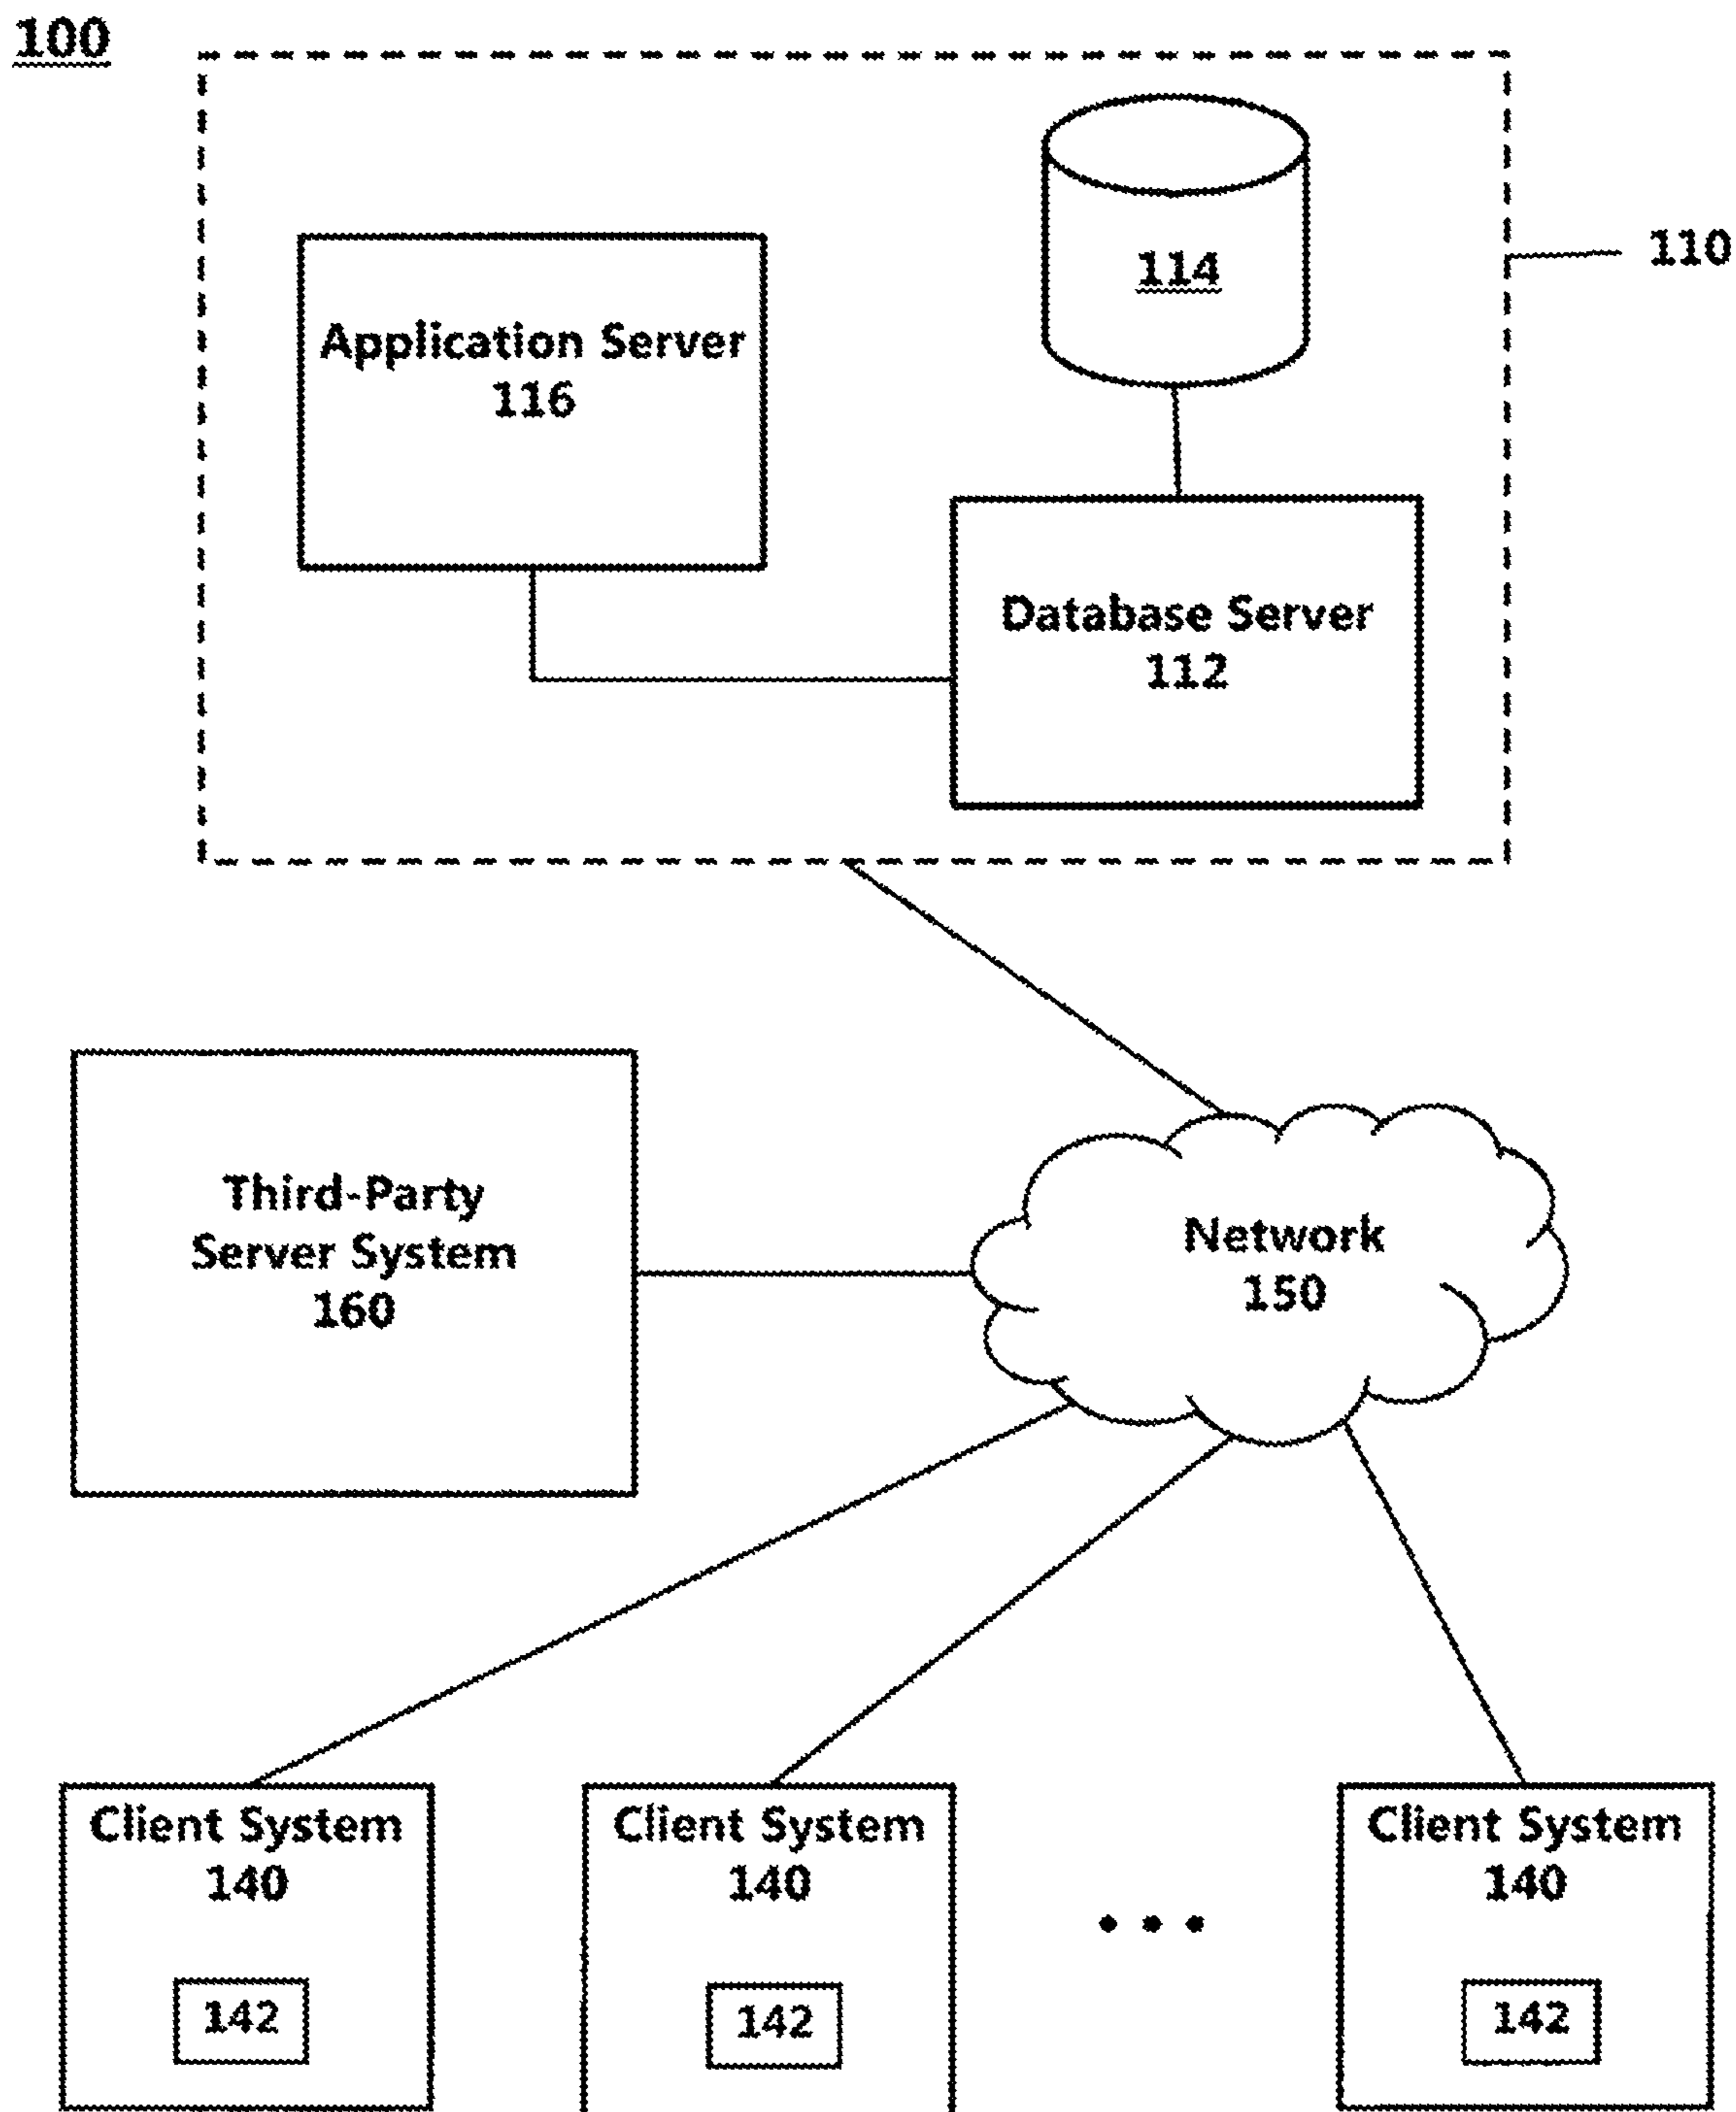 100
110
114
Application Server
116
Database Server
112
Third-Party
Server System
160
Network
150
Client System
140
142
Client System
140
142
Client System
140
142